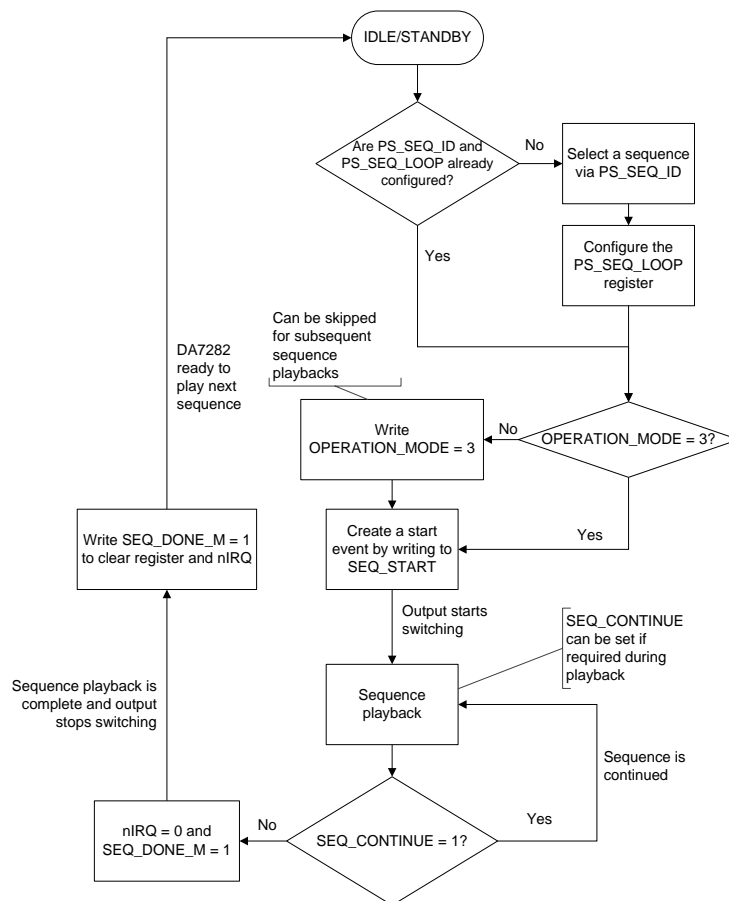 IDLE/STANDBY
Are PS_SEQ_ID and
PS_SEQ_LOOP already
configured?
No
Select a sequence
via PS_SEQ_ID
Yes
Configure the
PS_SEQ_LOOP
register
Can be skipped
for subsequent
sequence
playbacks
DA7282
ready to
play next
sequence
Write
OPERATION_MODE = 3
No
OPERATION_MODE = 3?
Yes
Create a start
event by writing to
SEQ_START
Write SEQ_DONE_M = 1
to clear register and nIRQ
Output starts
switching
SEQ_CONTINUE
can be set if
required during
playback
Sequence
playback
Sequence playback is
complete and output
stops switching
Sequence is
continued
nIRQ = 0 and
SEQ_DONE_M = 1
No
SEQ_CONTINUE = 1?
Yes